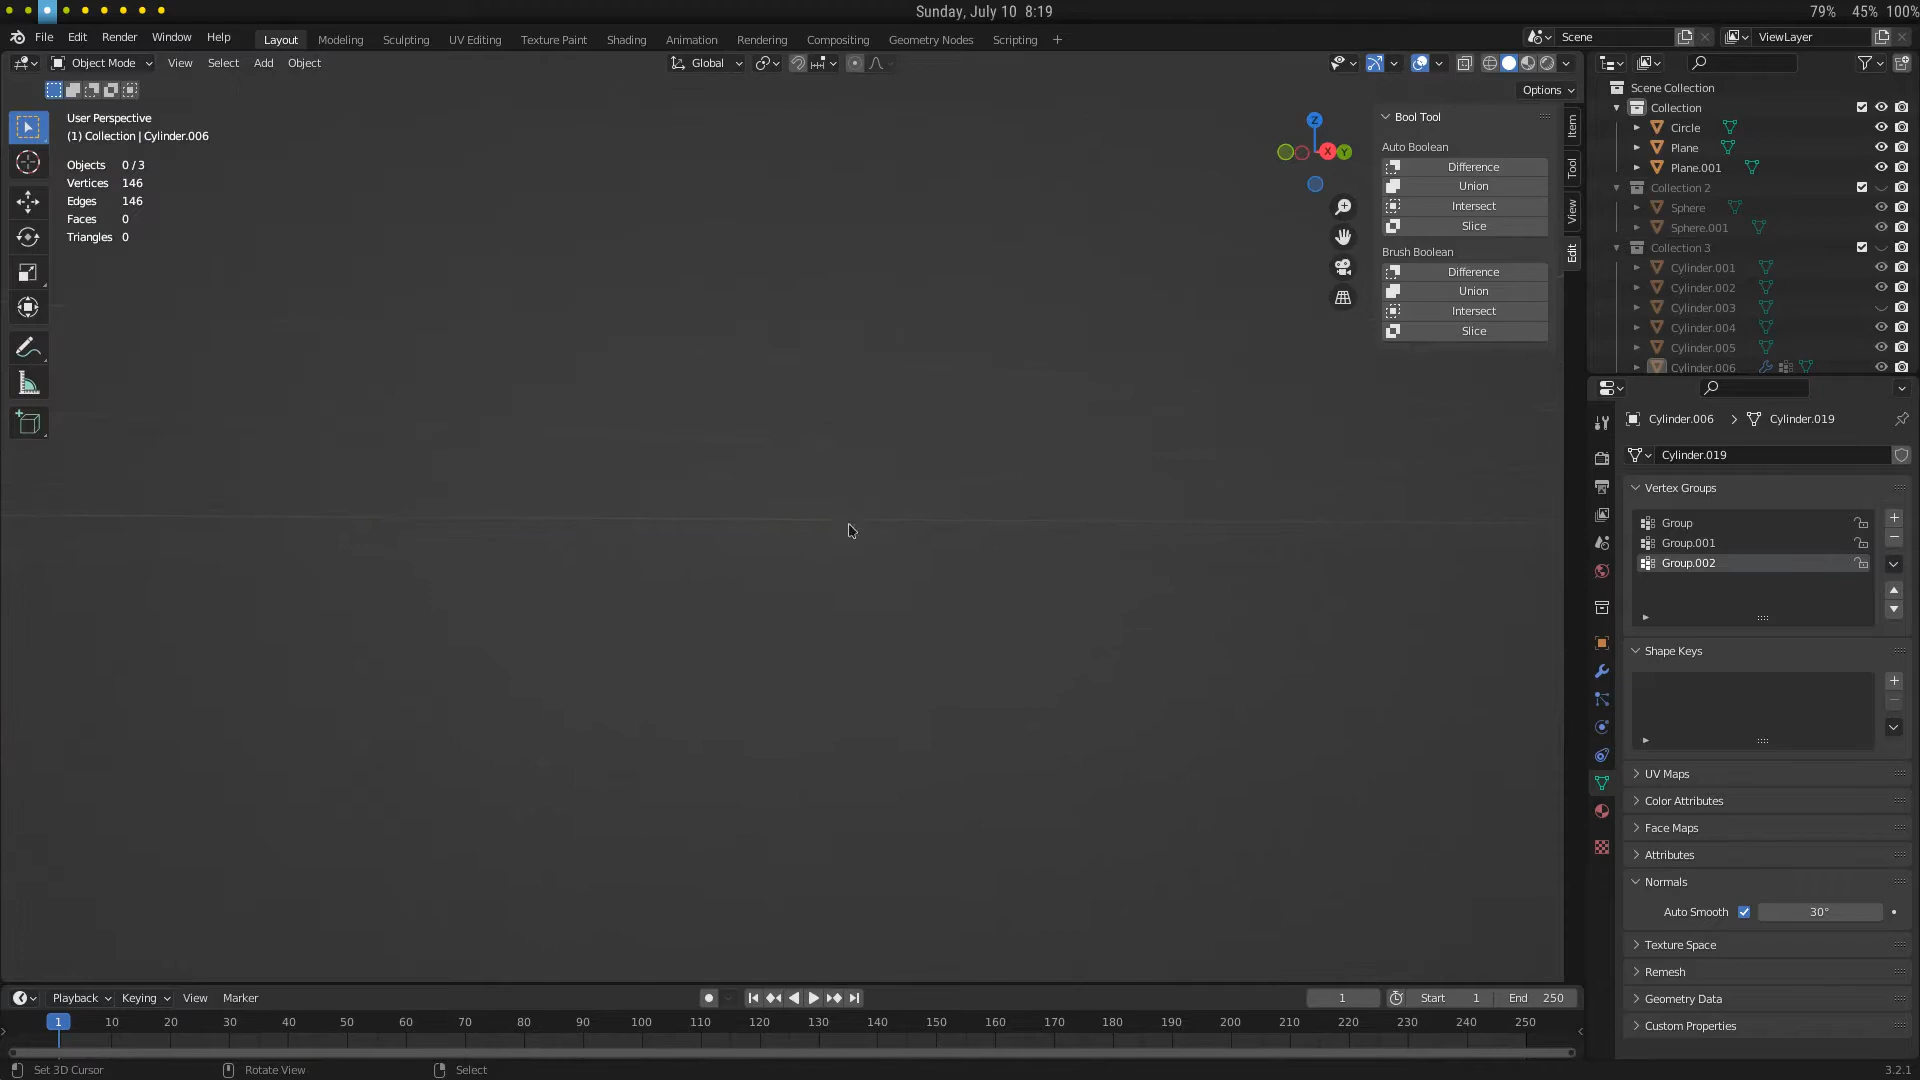 Sunday, July 10 8:19
79% 45% 100%
File Edit Render Window Help
Layout Modeling Sculpting UV Editing Texture Paint Shading Animation Rendering Compositing Geometry Nodes Scripting +
Scene
ViewLayer
Object Mode View Select Add Object
Global
Options
User Perspective
(1) Collection | Cylinder.006
Objects 0 / 3
Vertices 146
Edges 146
Faces 0
Triangles 0
Z
X
Y
Bool Tool
Auto Boolean
Difference
Union
Intersect
Slice
Brush Boolean
Difference
Union
Intersect
Slice
Item
Tool
View
Edit
Scene Collection
Collection
Circle
Plane
Plane.001
Collection 2
Sphere
Sphere.001
Collection 3
Cylinder.001
Cylinder.002
Cylinder.003
Cylinder.004
Cylinder.005
Cylinder.006
Cylinder.006 > Cylinder.019
Cylinder.019
Vertex Groups
Group
Group.001
Group.002
Shape Keys
UV Maps
Color Attributes
Face Maps
Attributes
Normals
Auto Smooth 30°
Texture Space
Remesh
Geometry Data
Custom Properties
Playback Keying View Marker
1
Start 1
End 250
1 10 20 30 40 50 60 70 80 90 100 110 120 130 140 150 160 170 180 190 200 210 220 230 240 250
Set 3D Cursor
Rotate View
Select
3.2.1